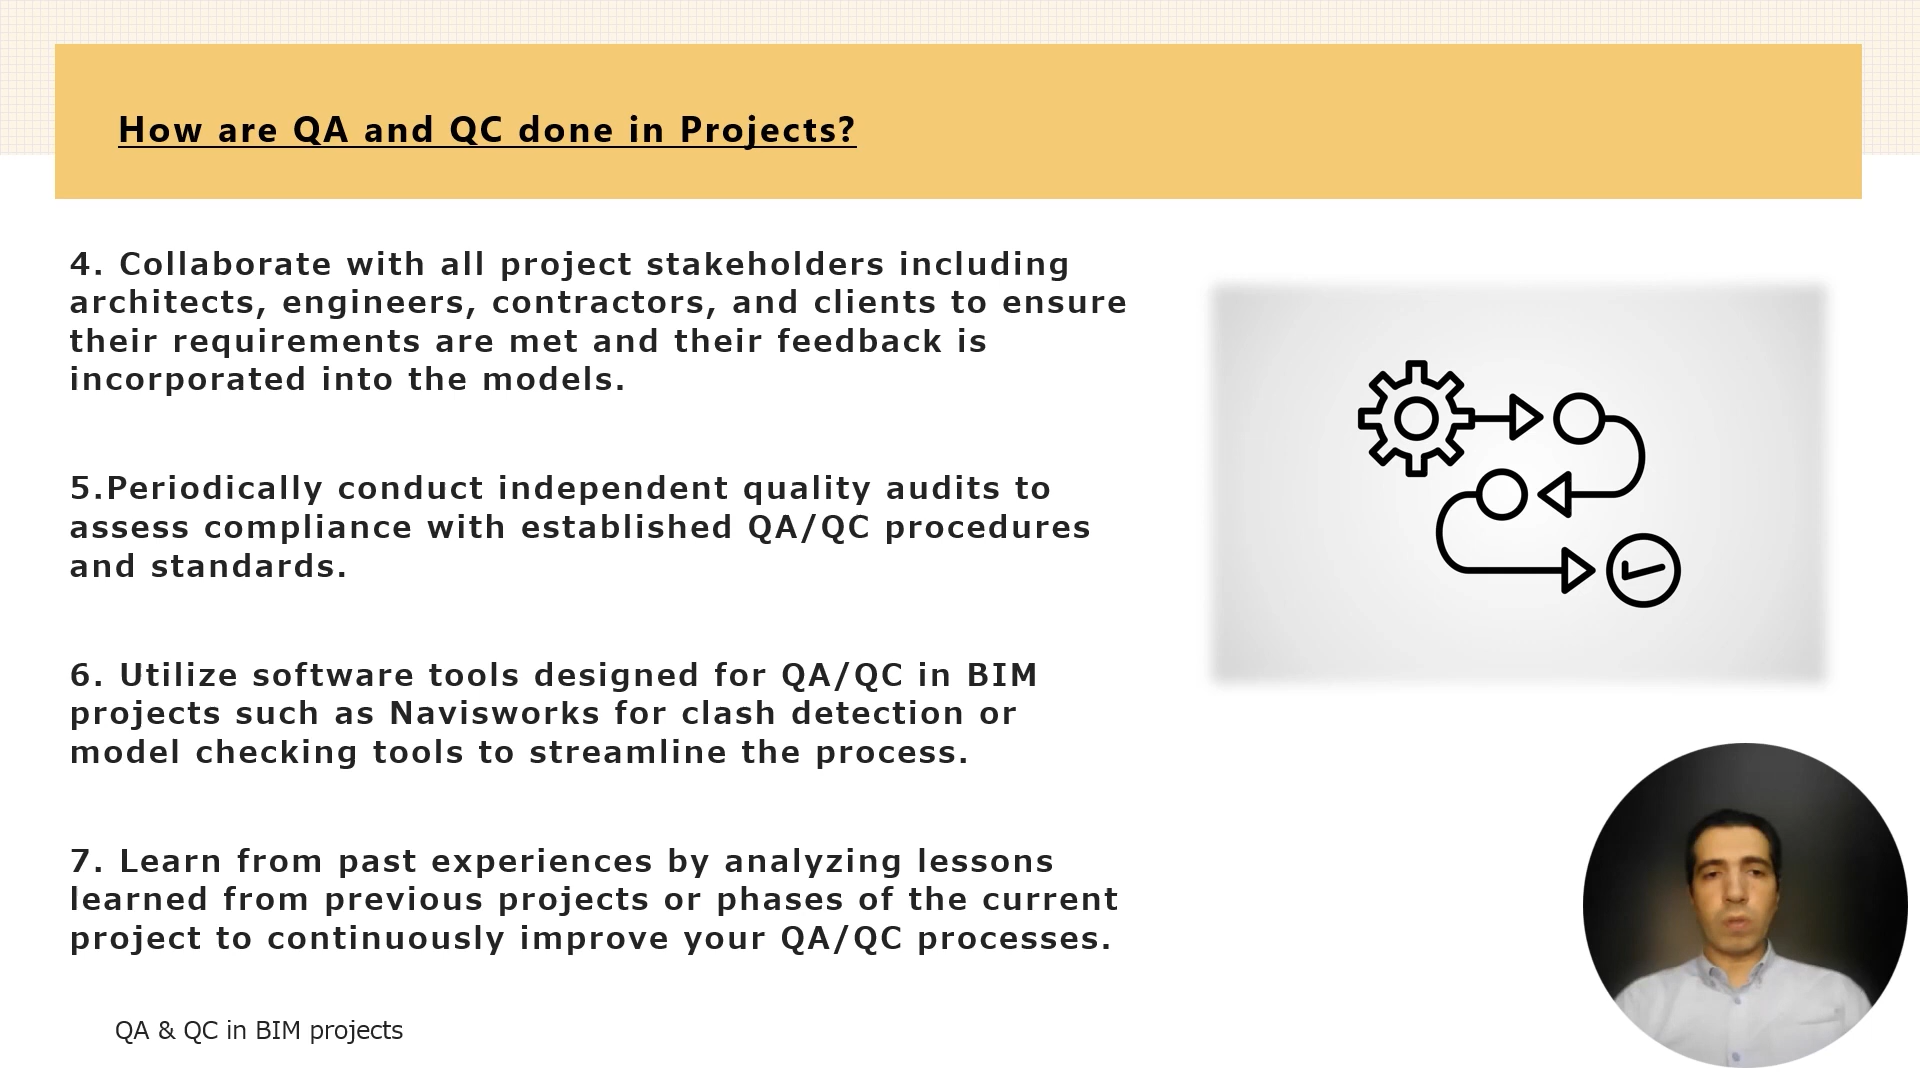 How are QA and QC done in Projects?
4. Collaborate with all project stakeholders including
architects, engineers, contractors, and clients to ensure
their requirements are met and their feedback is
incorporated into the models.
5.Periodically conduct independent quality audits to
assess compliance with established QA/QC procedures
and standards.
6. Utilize software tools designed for QA/QC in BIM
projects such as Navisworks for clash detection or
model checking tools to streamline the process.
7. Learn from past experiences by analyzing lessons
learned from previous projects or phases of the current
project to continuously improve your QA/QC processes.
QA & QC in BIM projects